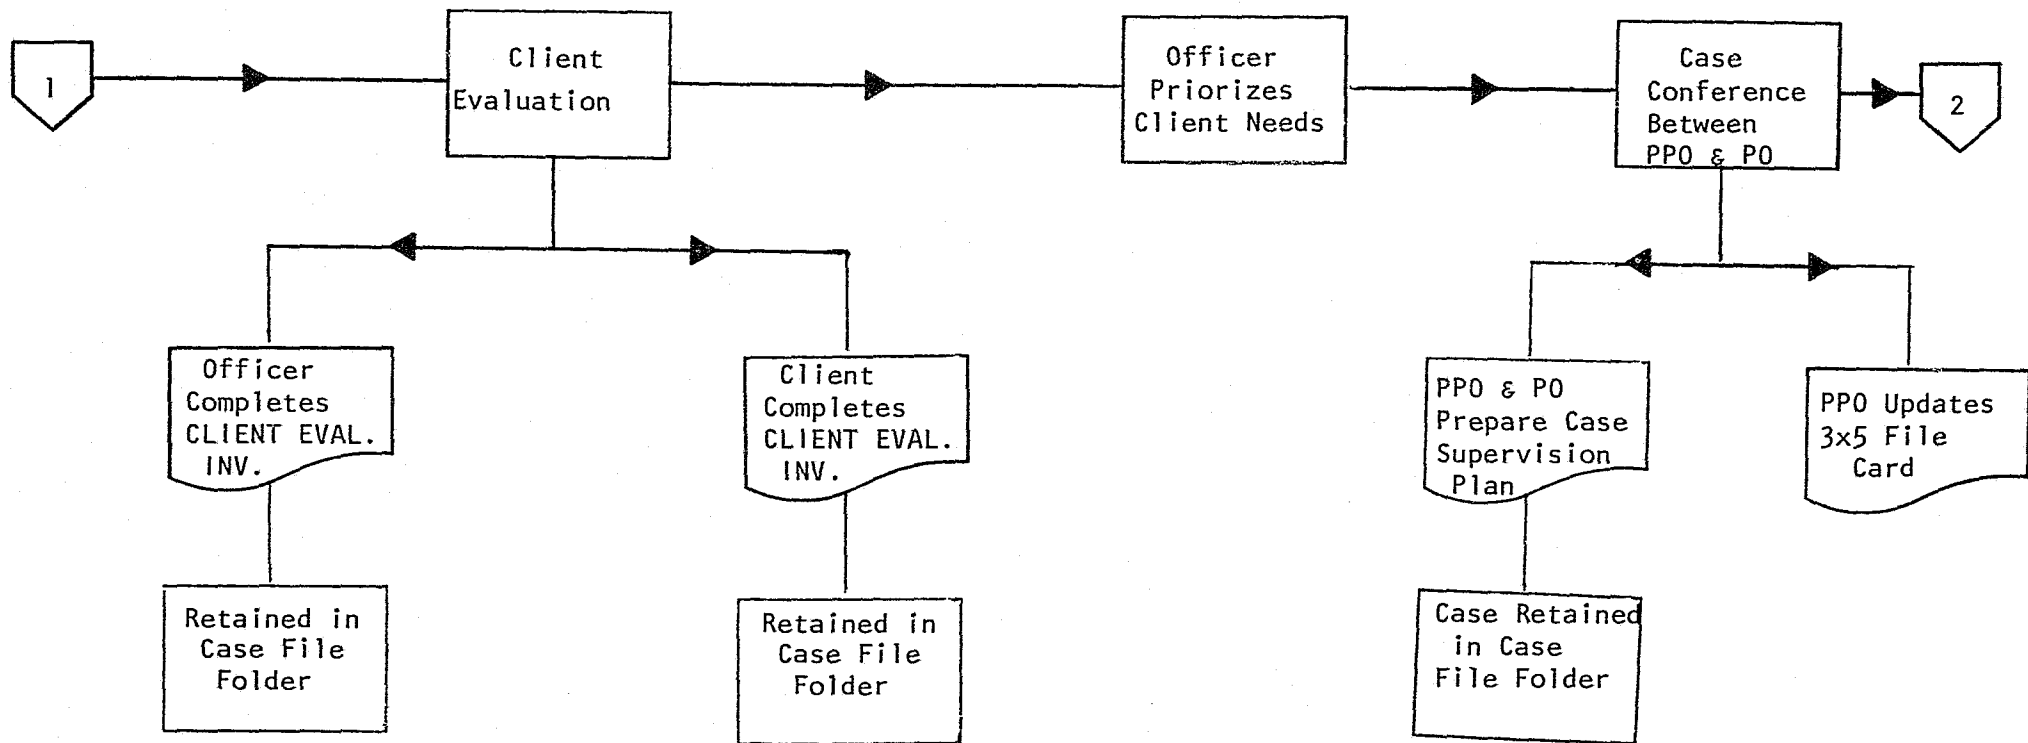 1
Client
Evaluation
Officer
Priorizes
Client Needs
Case
Conference
Between
PPO & PO
2
Officer
Completes
CLIENT EVAL.
INV.
Client
Completes
CLIENT EVAL.
INV.
PPO & PO
Prepare Case
Supervision
Plan
PPO Updates
3x5 File
Card
Retained in
Case File
Folder
Retained in
Case File
Folder
Case Retained
in Case
File Folder